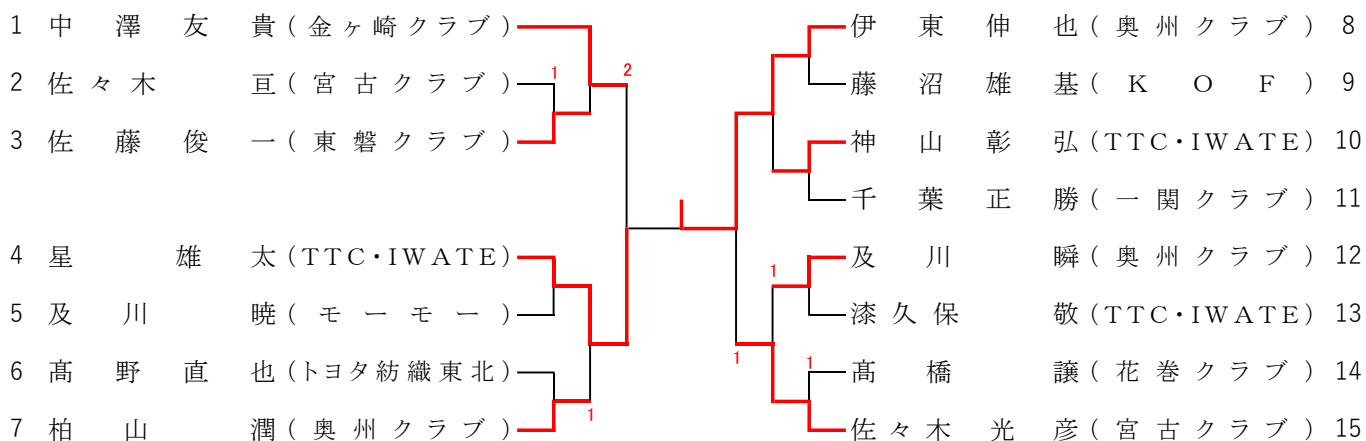 1 中澤友貴(金ヶ崎クラブ)
2 佐々木亘(宮古クラブ)
3 佐藤俊一(東磐クラブ)
4 星雄太(TTC・IWATE)
5 及川暁(モーモー)
6 髙野直也(トヨタ紡織東北)
7 柏山潤(奥州クラブ)
1
2
1
伊東伸也(奥州クラブ) 8
藤沼雄基(KOF) 9
神山彰弘(TTC・IWATE) 10
千葉正勝(一関クラブ) 11
及川瞬(奥州クラブ) 12
漆久保敬(TTC・IWATE) 13
髙橋譲(花巻クラブ) 14
佐々木光彦(宮古クラブ) 15
1
1
1